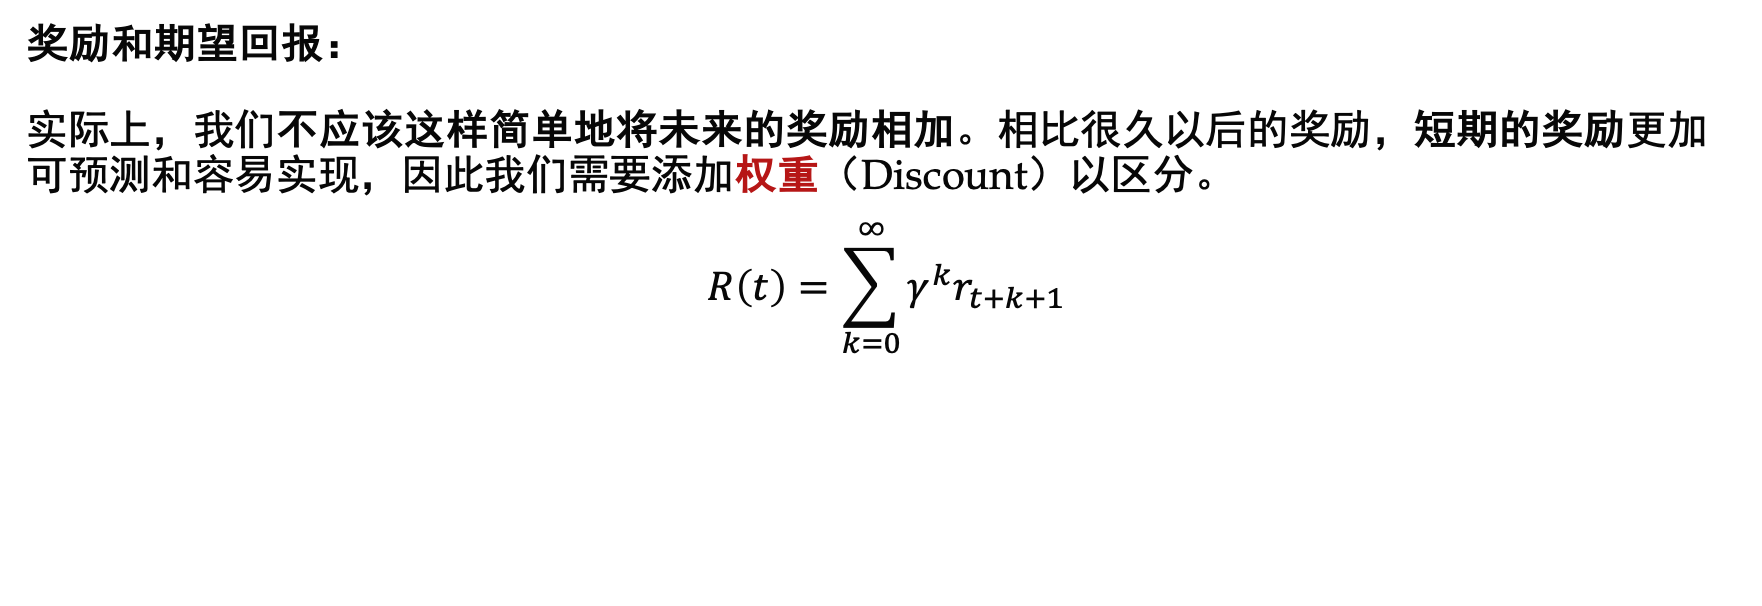 奖励和期望回报：
实际上，我们不应该这样简单地将未来的奖励相加。相比很久以后的奖励，短期的奖励更加
可预测和容易实现，因此我们需要添加权重（Discount）以区分。
R(t) = ∑_{k=0}^{∞} γ^k r_{t+k+1}